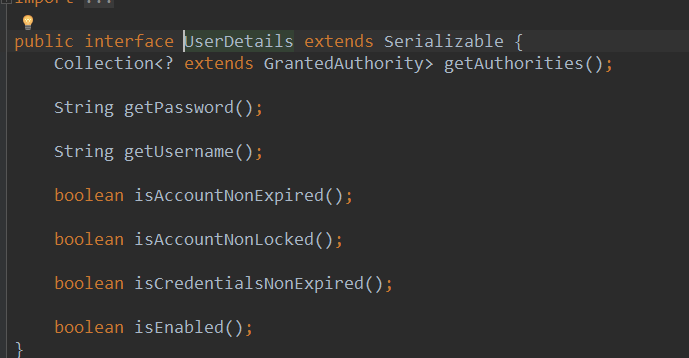 import ...
public interface UserDetails extends Serializable {
Collection<? extends GrantedAuthority> getAuthorities();
String getPassword();
String getUsername();
boolean isAccountNonExpired();
boolean isAccountNonLocked();
boolean isCredentialsNonExpired();
boolean isEnabled();
}